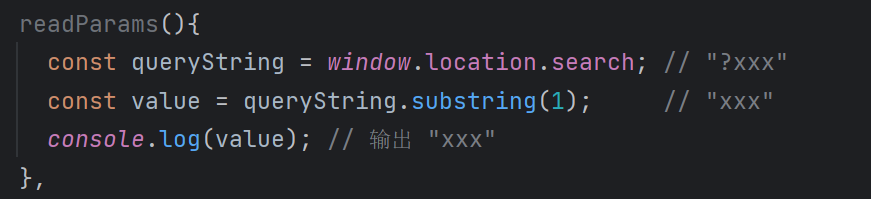 readParams(){
const queryString = window.location.search; // "?xxx"
const value = queryString.substring(1); // "xxx"
console.log(value); // 输出 "xxx"
},